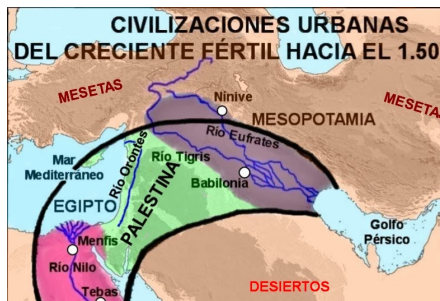 CIVILIZACIONES URBANAS
DEL CRECIENTE FÉRTIL HACIA EL 1.50
MESETAS
Nínive
MESETA
MESOPOTAMIA
Río Eufrates
Mar
Mediterráneo
Río Orontes
Río Tigris
PALESTINA
Babilonia
EGIPTO
Golfo
Pérsico
Menfis
Río Nilo
DESIERTOS
Tebas